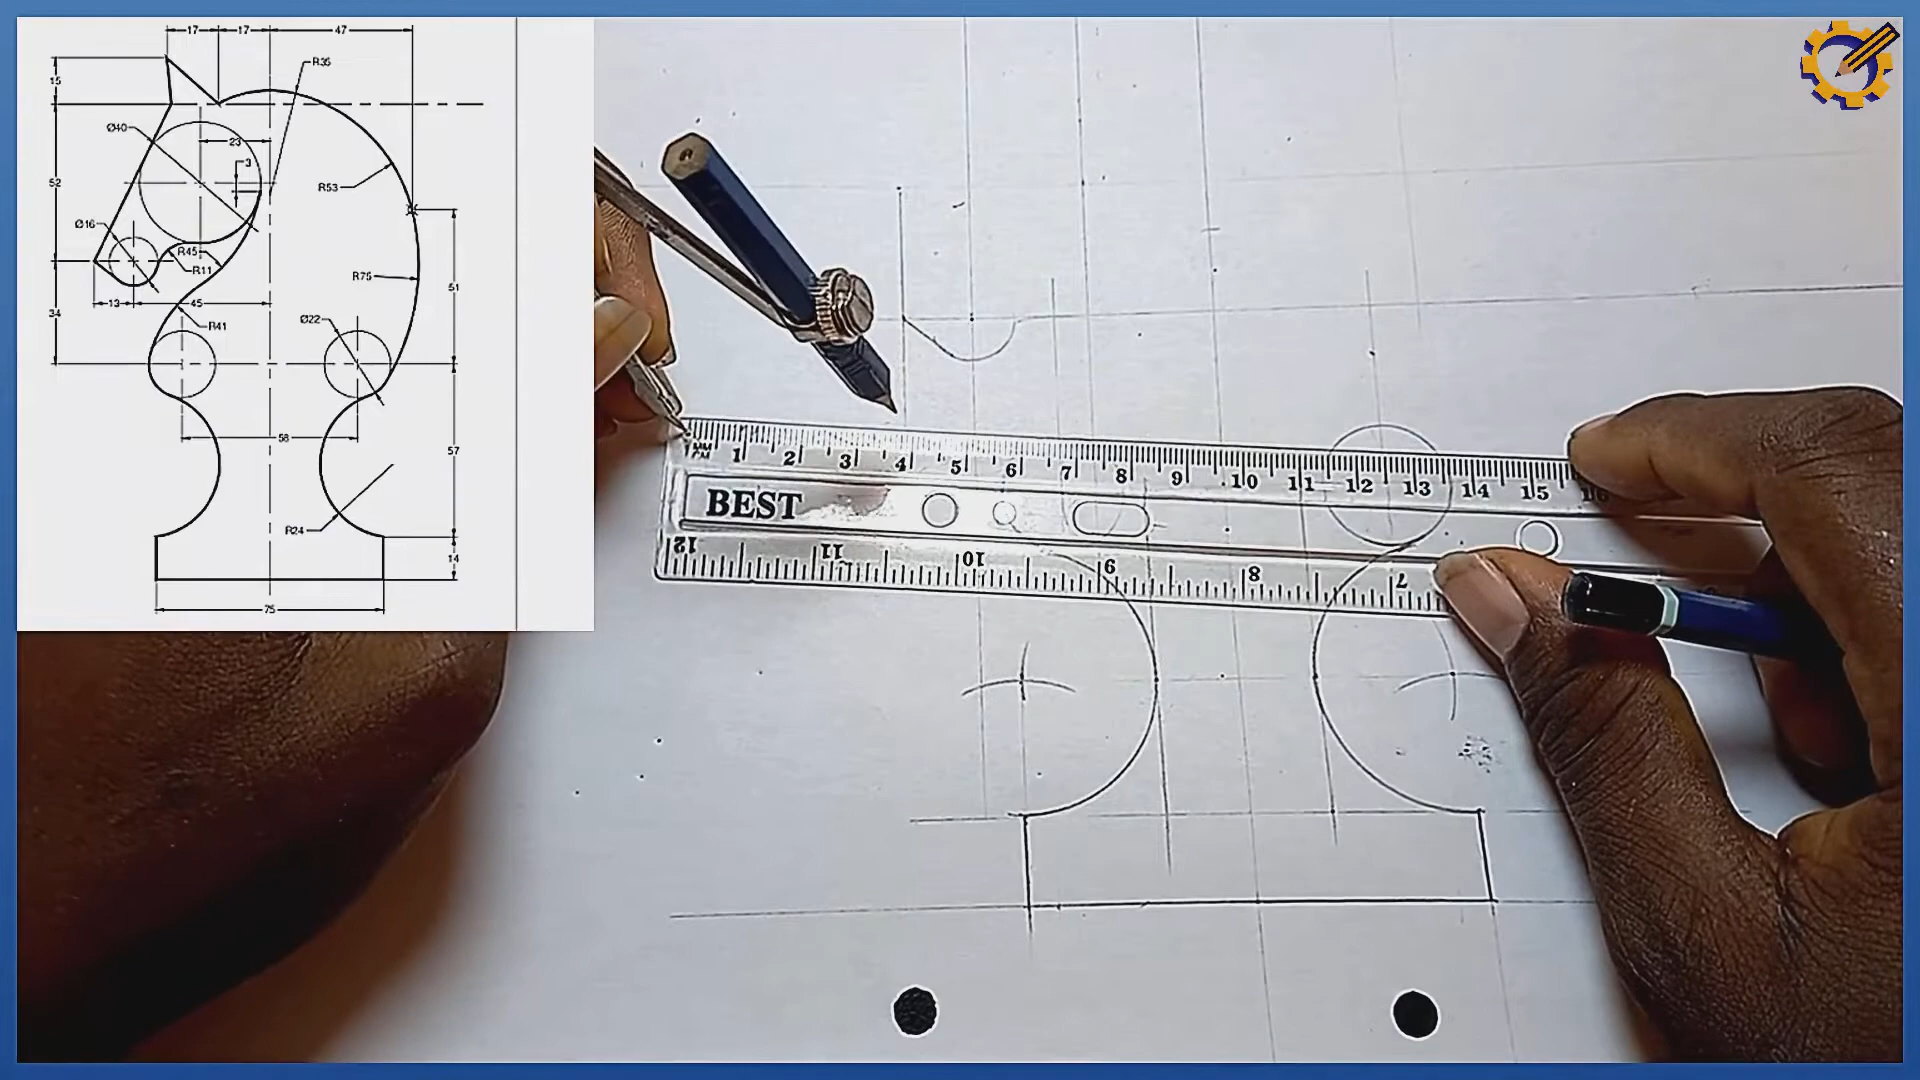 17 17 47
R35
15
Ø40
23
3
52
R53
Ø16
R45
R11
R75
13 45
51
34
R41
Ø22
58
57
R24
14
75
MM 1 2 3 4 5 6 7 8 9 10 11 12 13 14 15 16
BEST
12 11 10 9 8 7